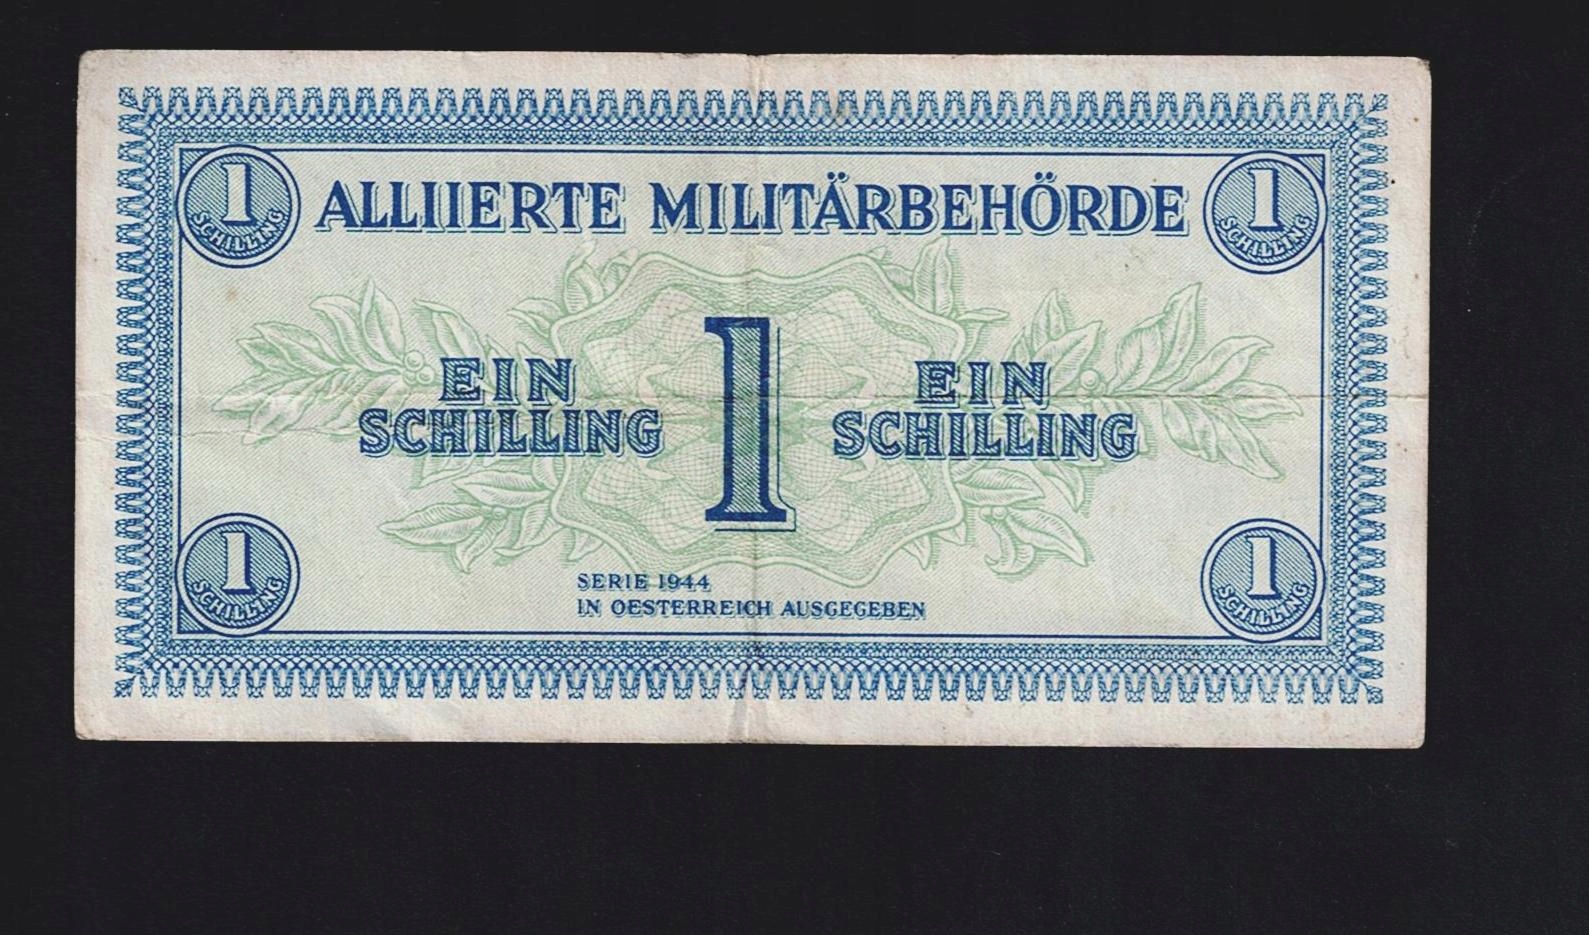 1 SCHILLING
ALLIIERTE MILITÄRBEHÖRDE
1 SCHILLING
EIN SCHILLING
1
EIN SCHILLING
1 SCHILLING
SERIE 1944
IN OESTERREICH AUSGEGEBEN
1 SCHILLING